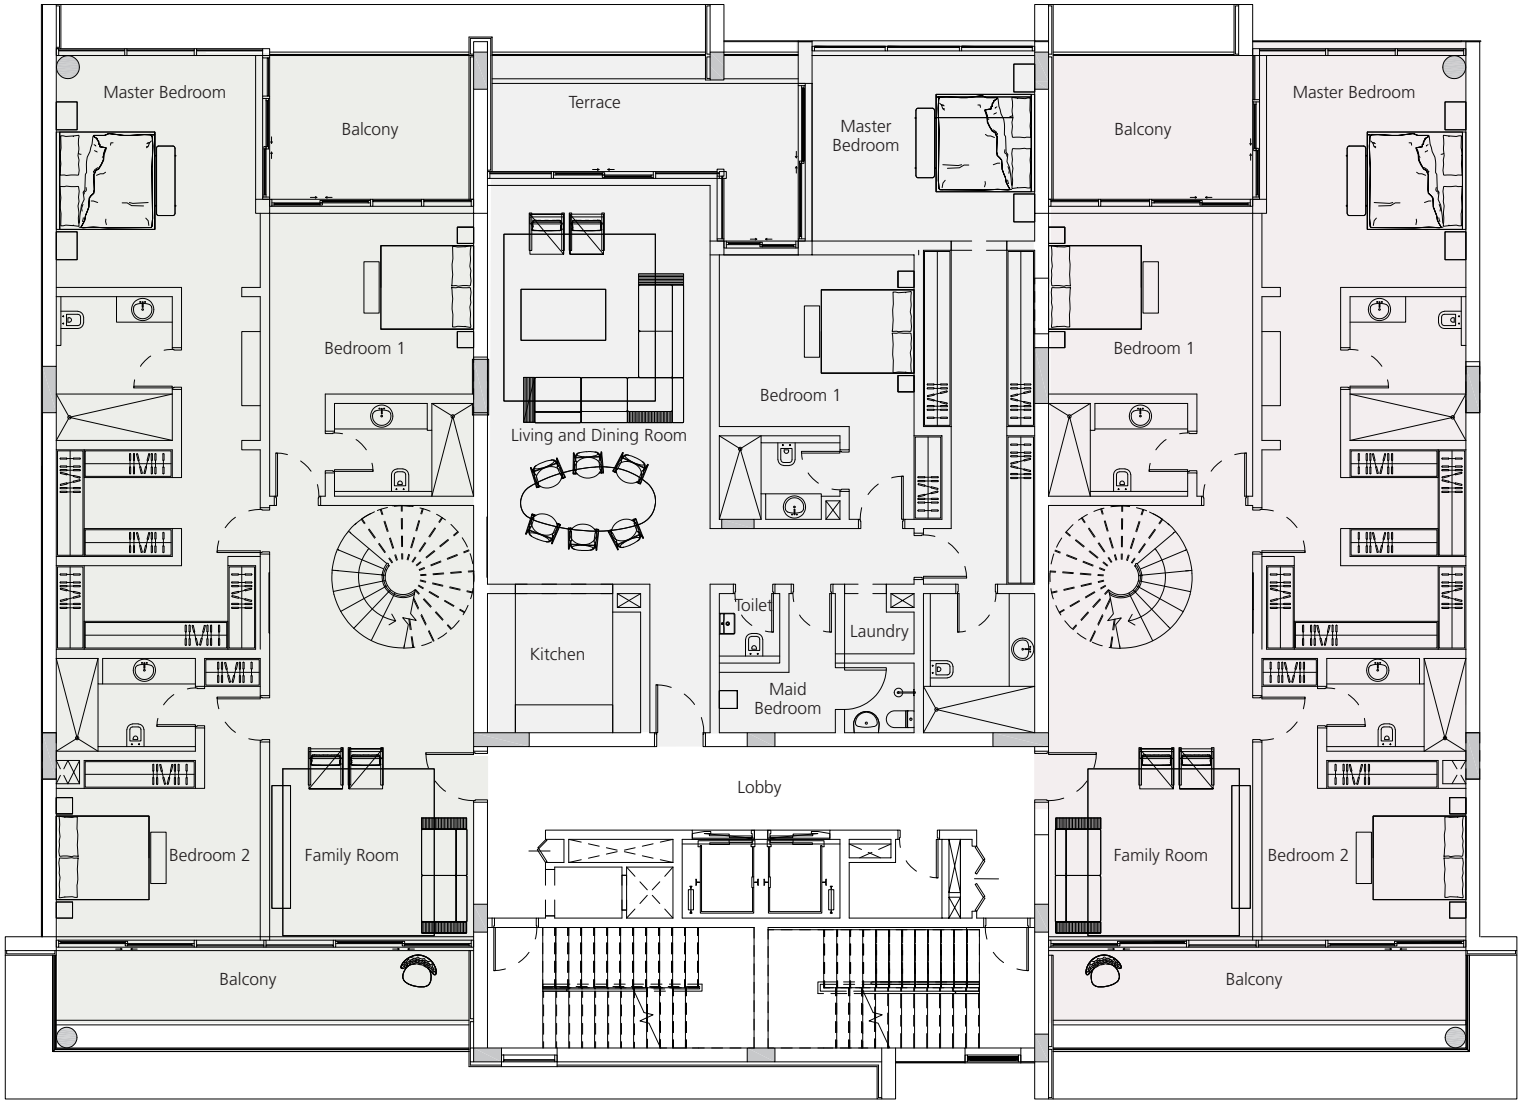 Master Bedroom
Balcony
Terrace
Master
Bedroom
Balcony
Master Bedroom
Bedroom 1
Bedroom 1
Bedroom 1
Living and Dining Room
Toilet
Laundry
Kitchen
Maid
Bedroom
Lobby
Bedroom 2
Family Room
Family Room
Bedroom 2
Balcony
Balcony